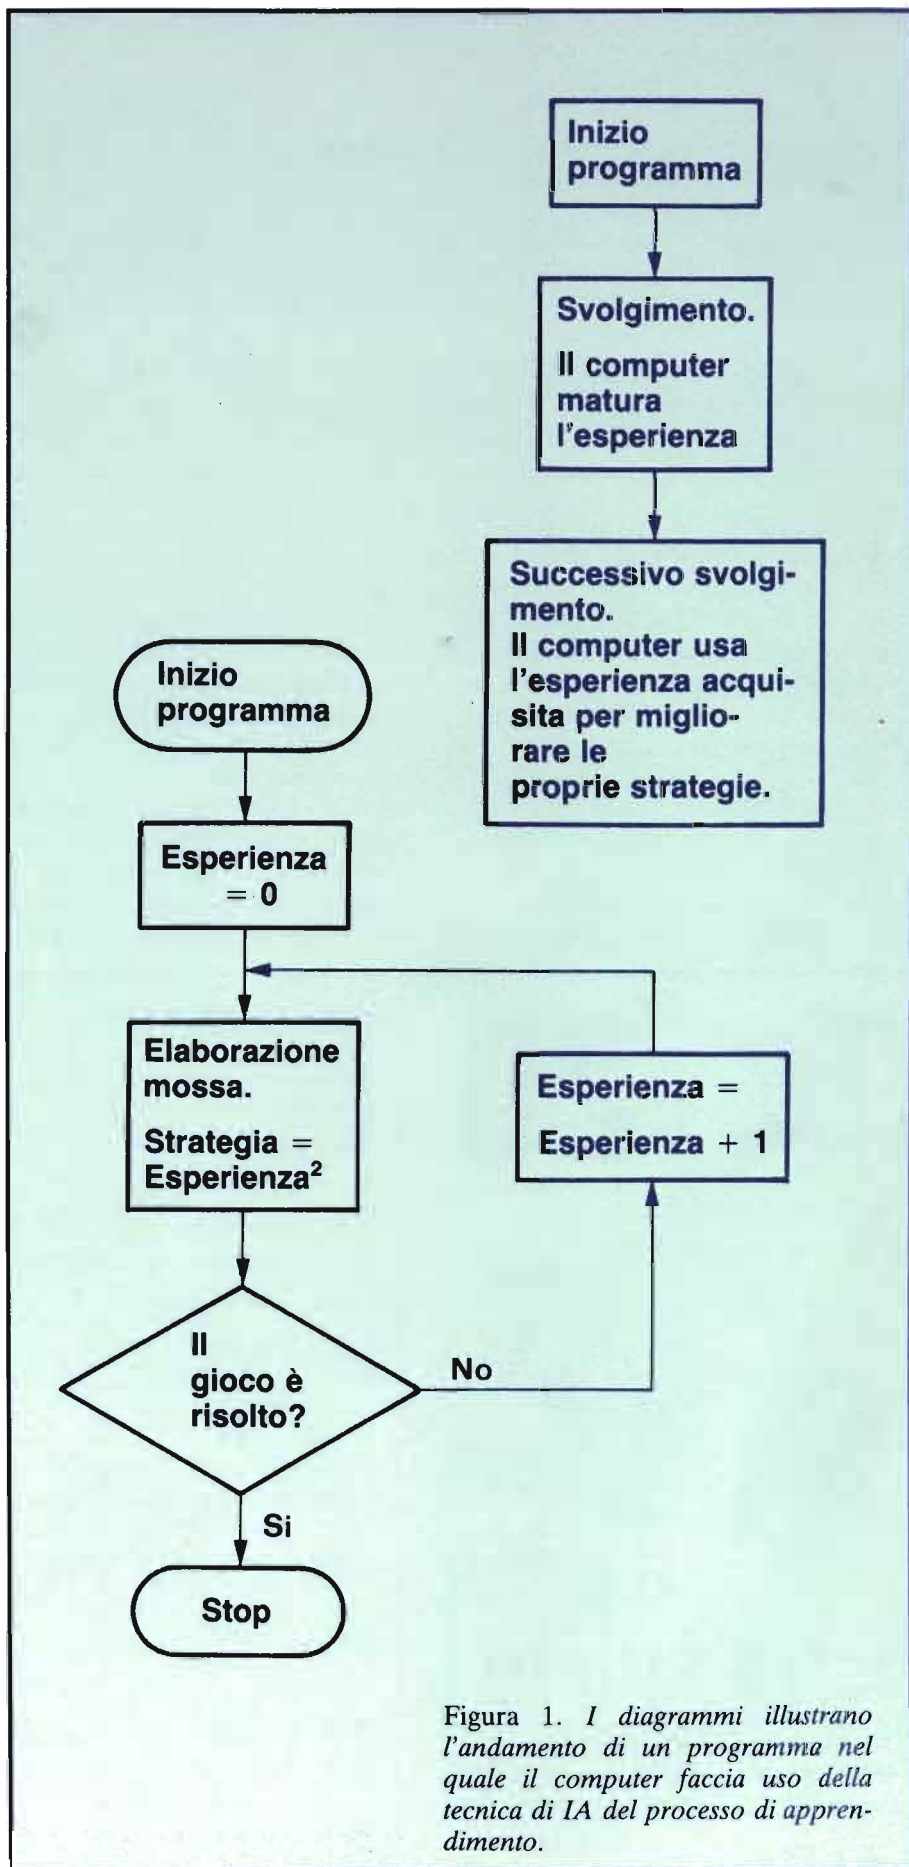 Inizio
programma
Svolgimento.
Il computer
matura
l'esperienza
Successivo svolgi-
mento.
Il computer usa
l'esperienza acqui-
sita per miglio-
rare le
proprie strategie.
Inizio
programma
Esperienza
= 0
Elaborazione
mossa.
Strategia =
Esperienza²
Esperienza =
Esperienza + 1
Il
gioco è
risolto?
No
Si
Stop
Figura 1. I diagrammi illustrano
l'andamento di un programma nel
quale il computer faccia uso della
tecnica di IA del processo di appren-
dimento.